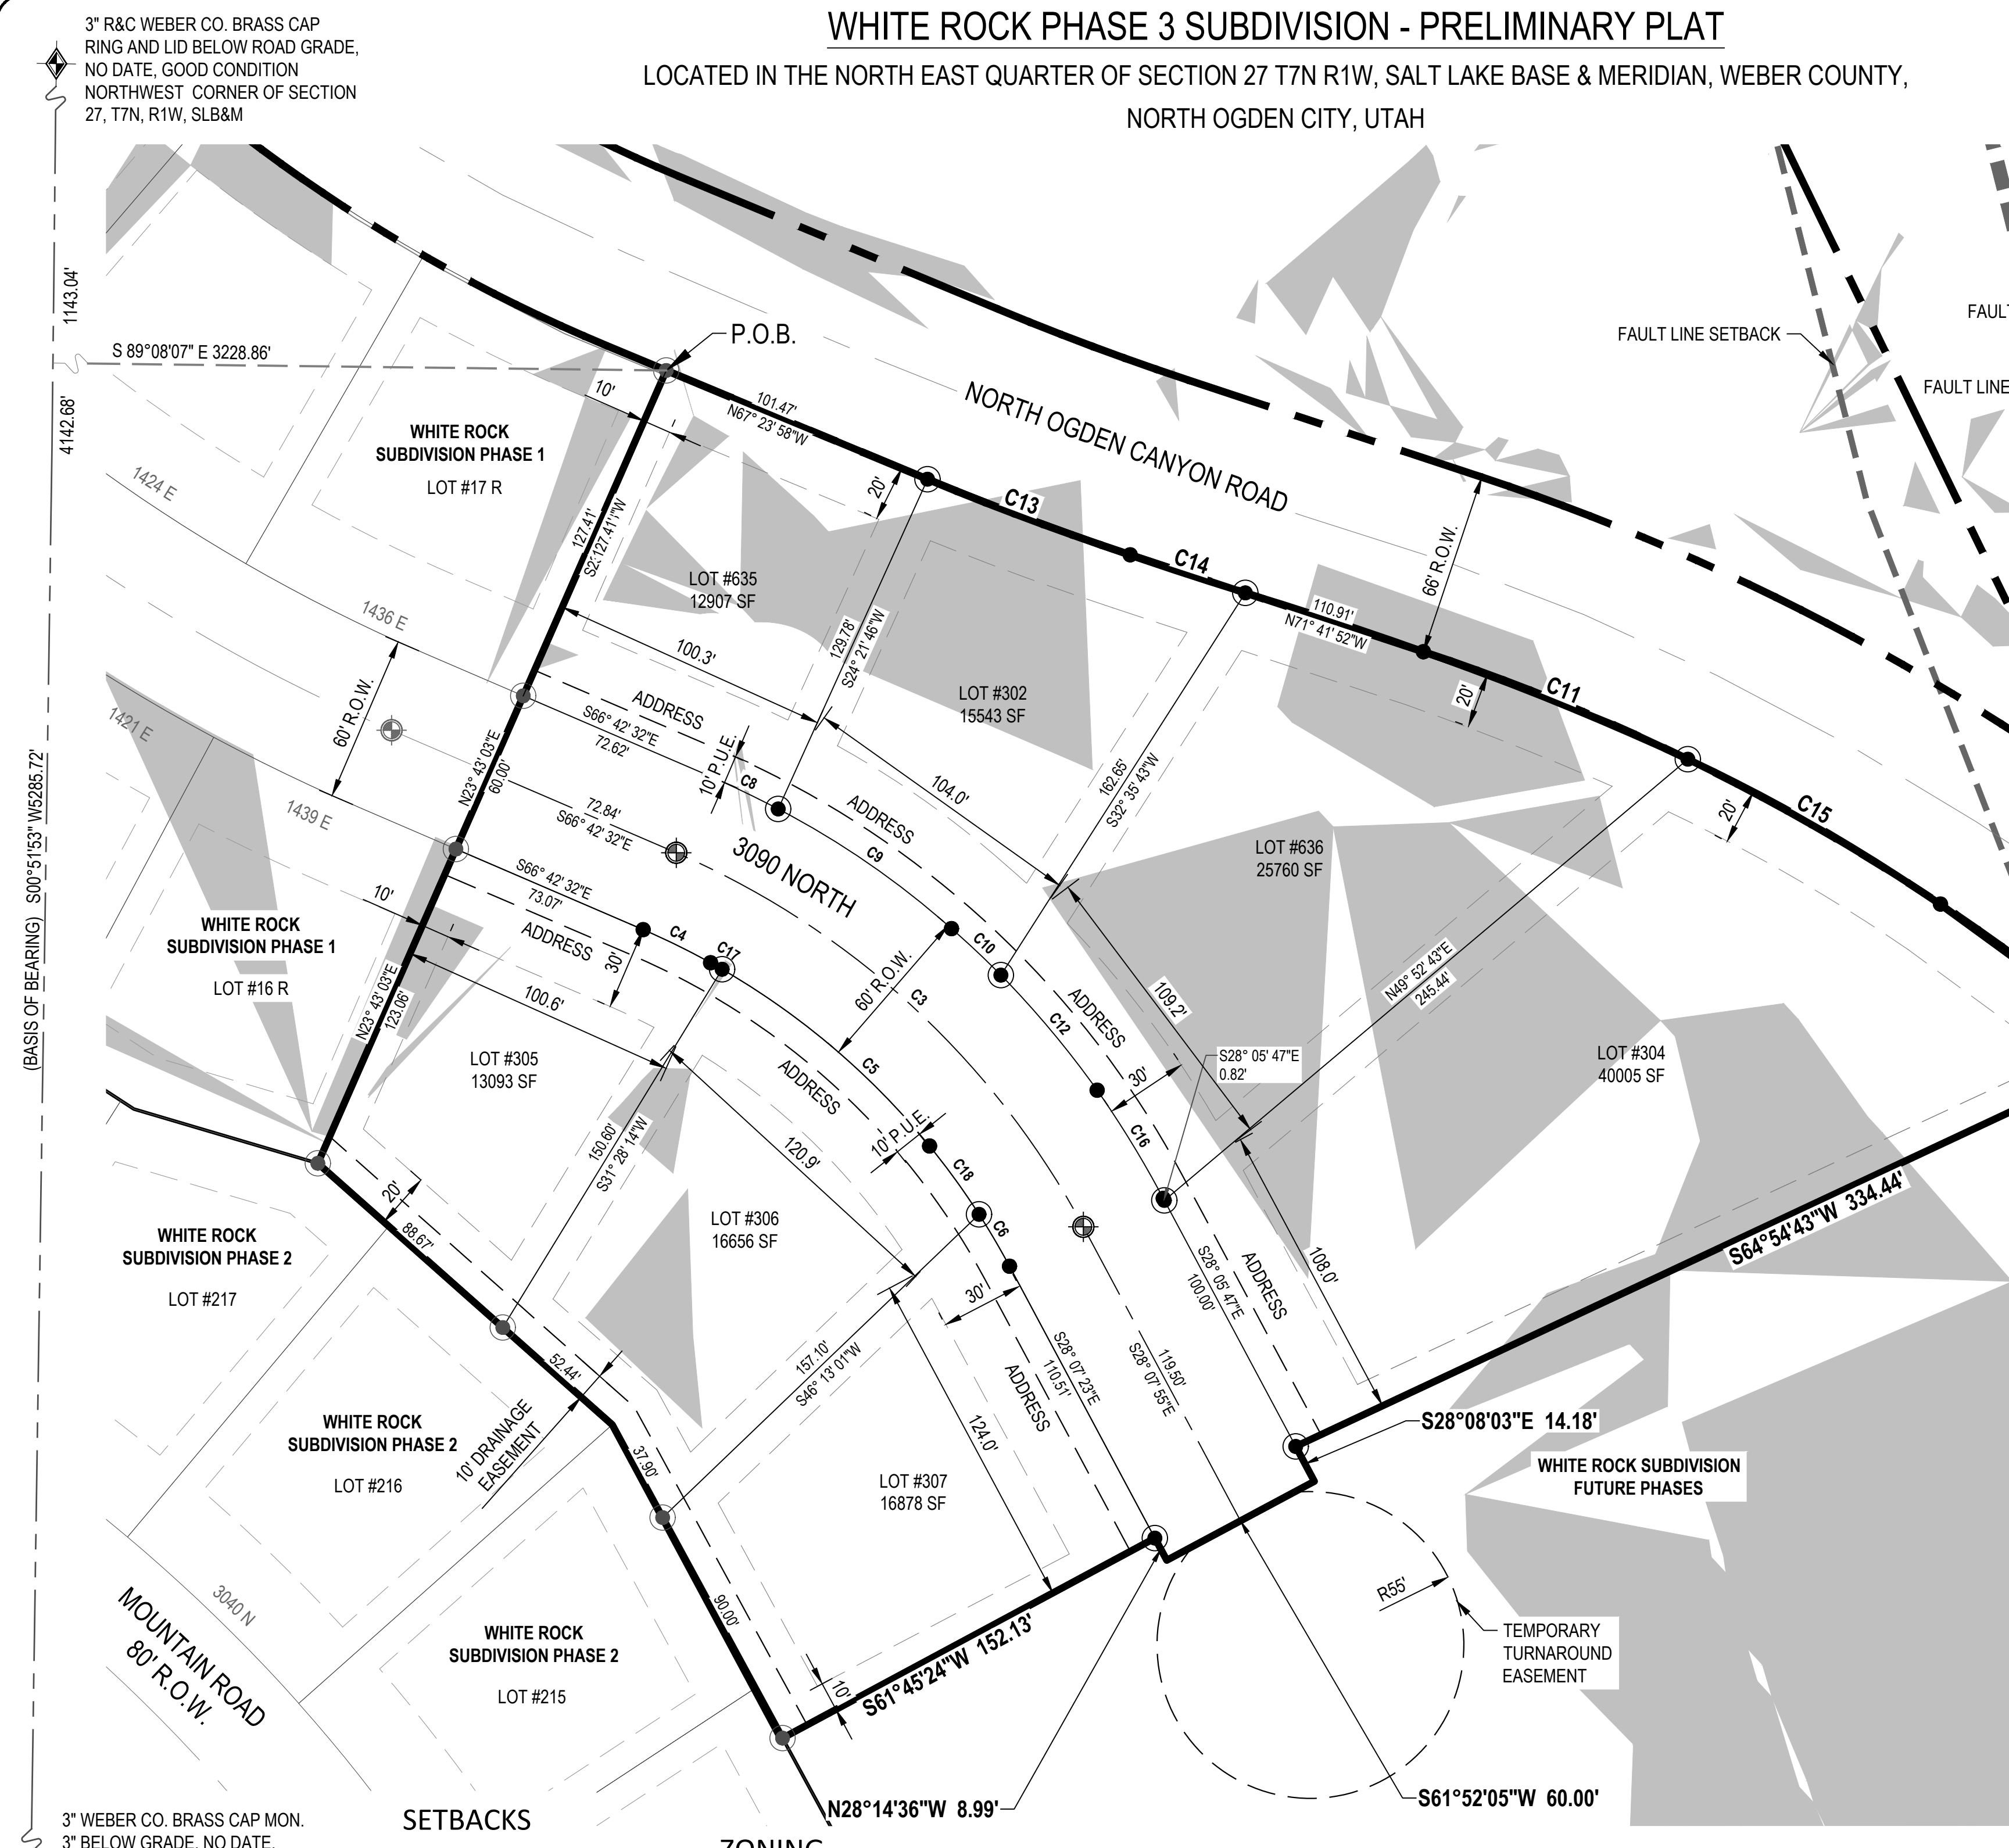 WHITE ROCK PHASE 3 SUBDIVISION - PRELIMINARY PLAT
LOCATED IN THE NORTH EAST QUARTER OF SECTION 27 T7N R1W, SALT LAKE BASE & MERIDIAN, WEBER COUNTY,
NORTH OGDEN CITY, UTAH
3" R&C WEBER CO. BRASS CAP
RING AND LID BELOW ROAD GRADE,
NO DATE, GOOD CONDITION
NORTHWEST CORNER OF SECTION
27, T7N, R1W, SLB&M
1143.04'
S 89°08'07" E 3228.86'
4142.68'
(BASIS OF BEARING) S00°51'53" W5285.72'
P.O.B.
10'
101.47'
N67° 23' 58"W
NORTH OGDEN CANYON ROAD
FAULT LINE SETBACK
FAULT LINE
WHITE ROCK
SUBDIVISION PHASE 1
LOT #17 R
1424 E
1436 E
1421 E
1439 E
60' R.O.W.
127.41'
127.41'
20'
C13
C14
66' R.O.W.
110.91'
N71° 41' 52"W
C11
20'
C15
20'
LOT #635
12907 SF
129.78'
S24° 21' 46"W
100.3'
LOT #302
15543 SF
ADDRESS
S66° 42' 32"E
72.62'
10' P.U.E.
C8
ADDRESS
104.0'
162.65'
S32° 35' 43"W
N23° 43' 03"E
60.00'
72.84'
S66° 42' 32"E
3090 NORTH
C9
LOT #636
25760 SF
S66° 42' 32"E
73.07'
C4
C17
C10
60' R.O.W.
C3
ADDRESS
109.2'
N49° 52' 43"E
245.44'
10'
ADDRESS
30'
WHITE ROCK
SUBDIVISION PHASE 1
LOT #16 R
N23° 43' 03"E
123.06'
100.6'
C12
S28° 05' 47"E
0.82'
30'
LOT #304
40005 SF
LOT #305
13093 SF
ADDRESS
C5
C16
10' P.U.E.
150.60'
S31° 28' 14"W
120.9'
C18
20'
88.67'
LOT #306
16656 SF
C6
S64°54'43"W 334.44'
WHITE ROCK
SUBDIVISION PHASE 2
LOT #217
S28° 05' 47"E
100.00'
ADDRESS
108.0'
30'
157.10'
S46° 13' 01"W
S28° 07' 23"E
110.51'
119.50'
S28° 07' 55"E
52.44'
ADDRESS
WHITE ROCK
SUBDIVISION PHASE 2
LOT #216
10' DRAINAGE
EASEMENT
37.90'
124.0'
S28°08'03"E 14.18'
WHITE ROCK SUBDIVISION
FUTURE PHASES
LOT #307
16878 SF
R55'
3040 N
MOUNTAIN ROAD
80' R.O.W.
WHITE ROCK
SUBDIVISION PHASE 2
LOT #215
90.00'
10'
S61°45'24"W 152.13'
TEMPORARY
TURNAROUND
EASEMENT
N28°14'36"W 8.99'
S61°52'05"W 60.00'
3" WEBER CO. BRASS CAP MON.
3" BELOW GRADE, NO DATE,
SETBACKS
ZONING